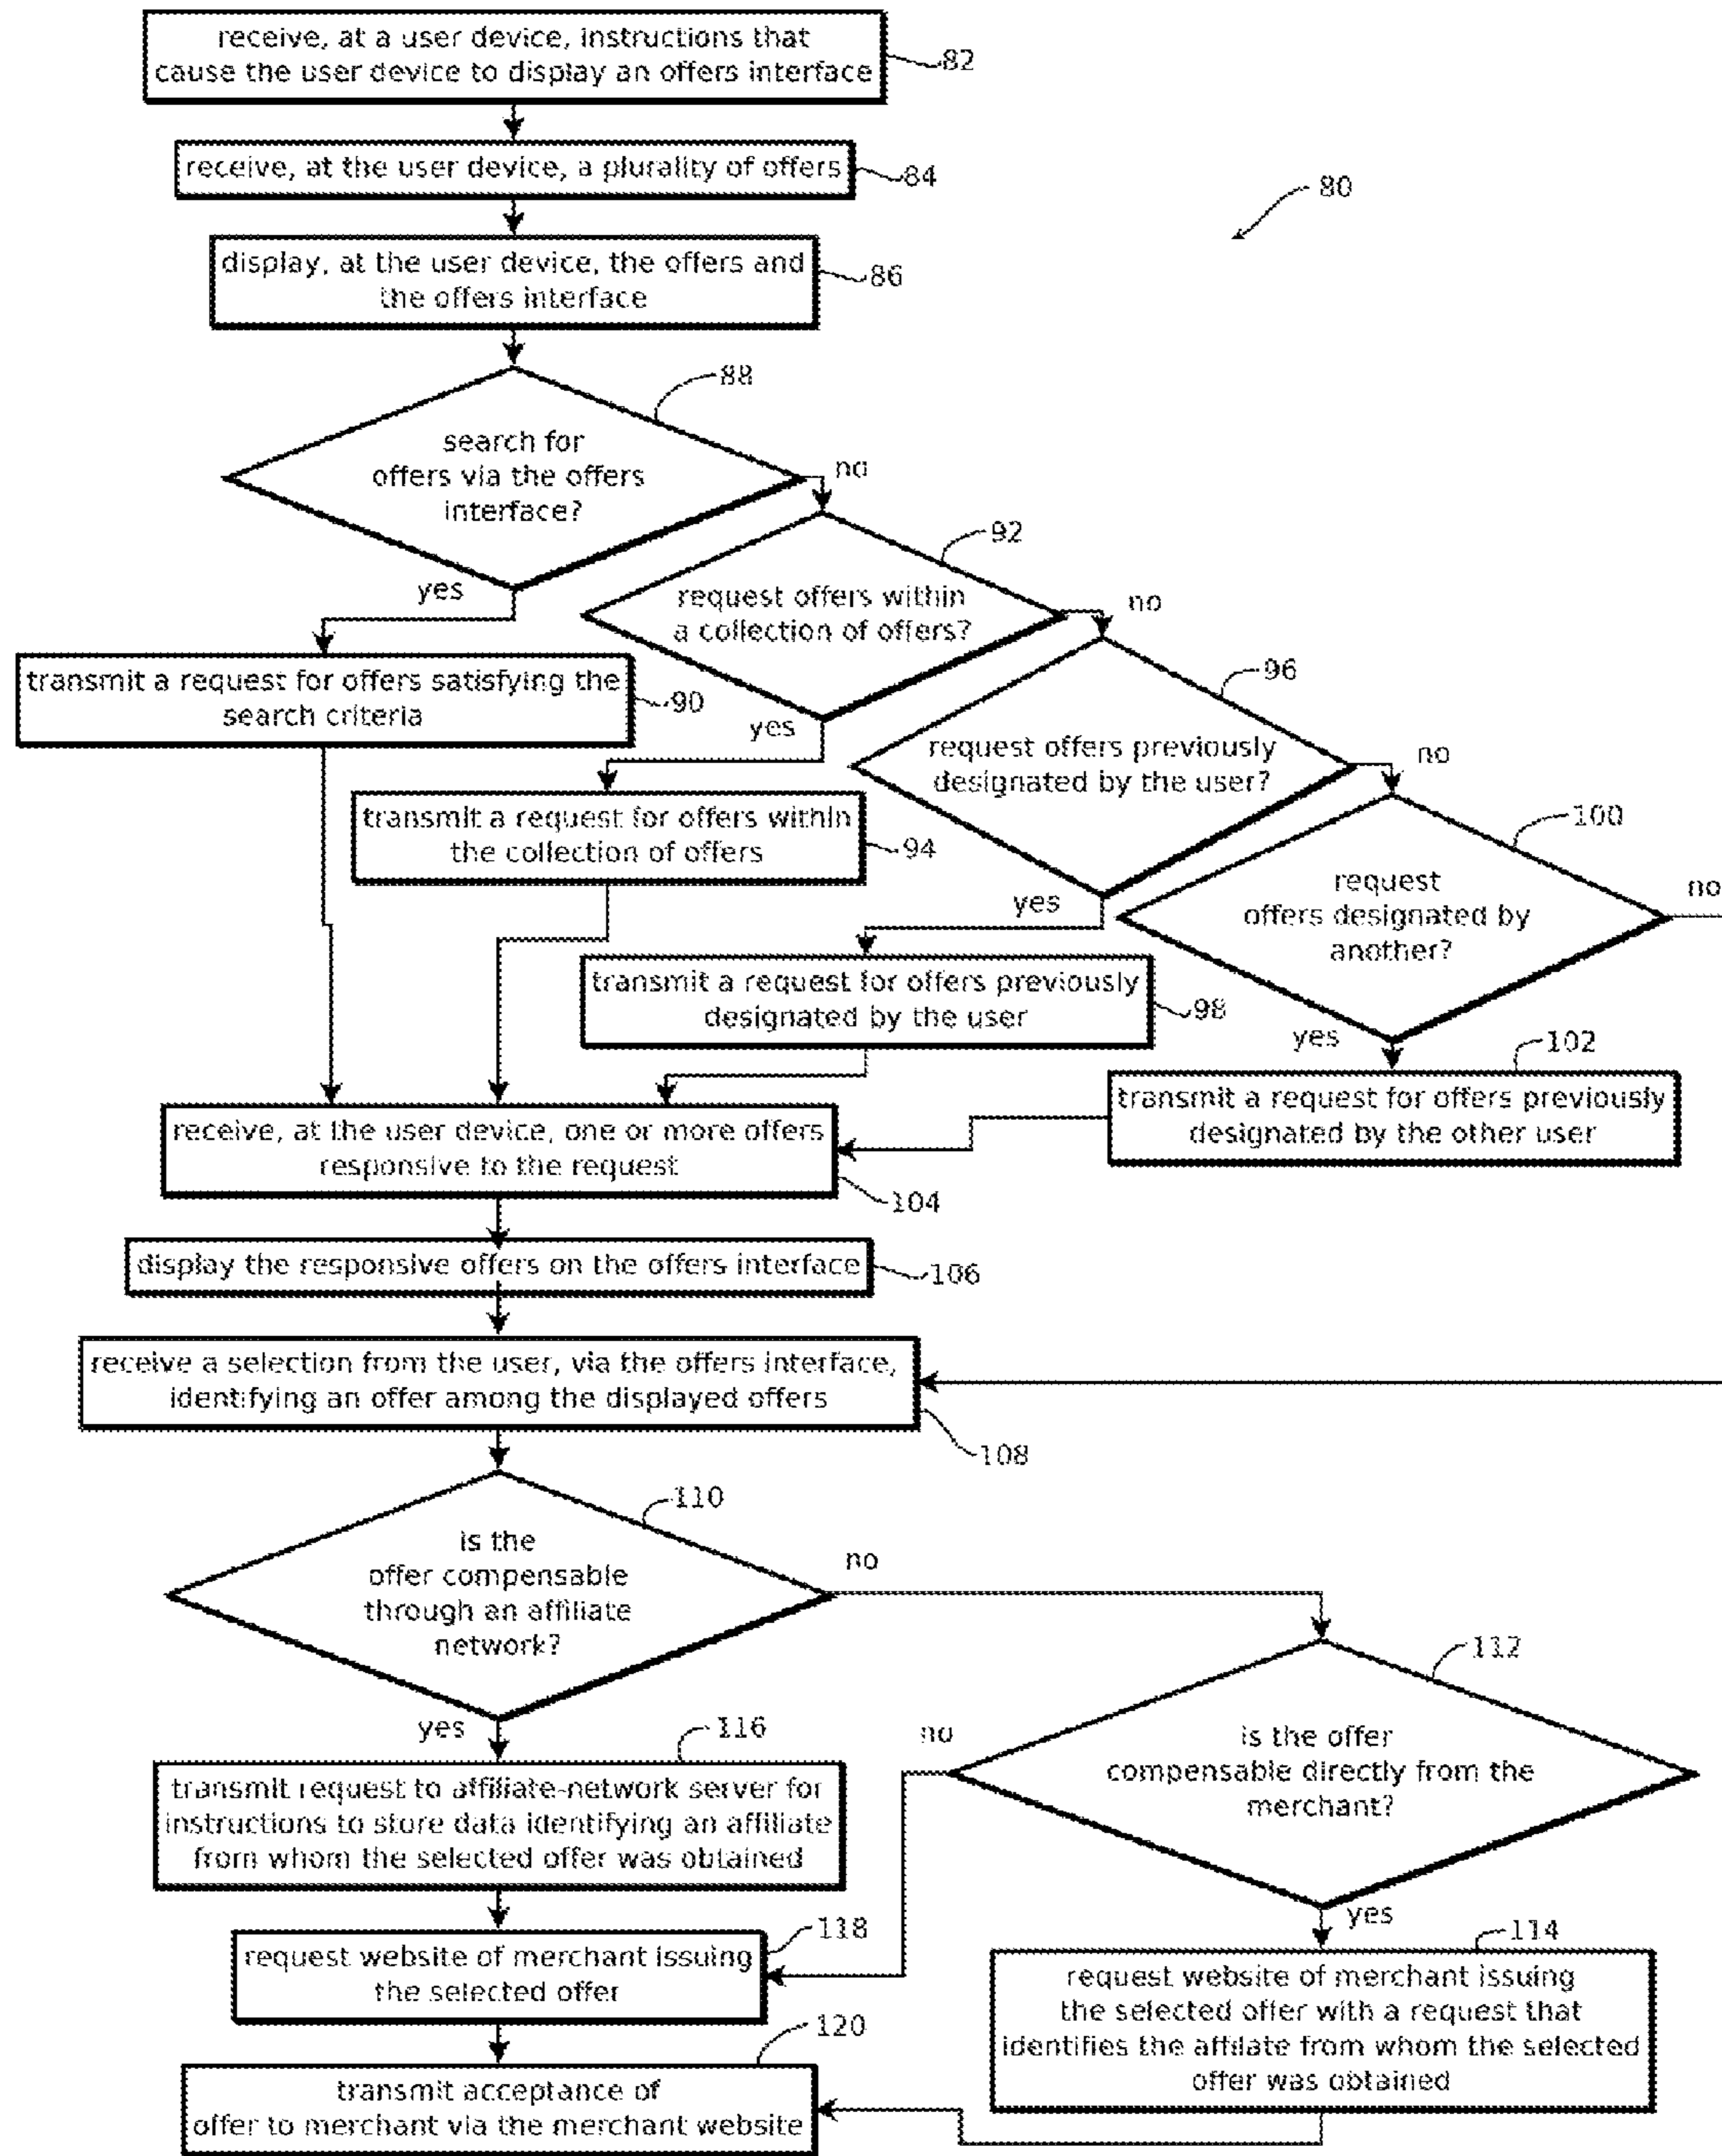 receive, at a user device, instructions that
cause the user device to display an offers interface
82
receive, at the user device, a plurality of offers
84
80
display, at the user device, the offers and
the offers interface
86
88
search for
offers via the offers
interface?
no
yes
92
request offers within
a collection of offers?
no
yes
transmit a request for offers satisfying the
search criteria
90
96
request offers previously
designated by the user?
no
yes
transmit a request for offers within
the collection of offers
94
100
request
offers designated by
another?
no
yes
transmit a request for offers previously
designated by the user
98
102
transmit a request for offers previously
designated by the other user
receive, at the user device, one or more offers
responsive to the request
104
display the responsive offers on the offers interface
106
receive a selection from the user, via the offers interface,
identifying an offer among the displayed offers
108
110
is the
offer compensable
through an affiliate
network?
no
yes
112
is the offer
compensable directly from the
merchant?
no
yes
116
transmit request to affiliate-network server for
instructions to store data identifying an affiliate
from whom the selected offer was obtained
118
request website of merchant issuing
the selected offer
114
request website of merchant issuing
the selected offer with a request that
identifies the affilate from whom the selected
offer was obtained
120
transmit acceptance of
offer to merchant via the merchant website